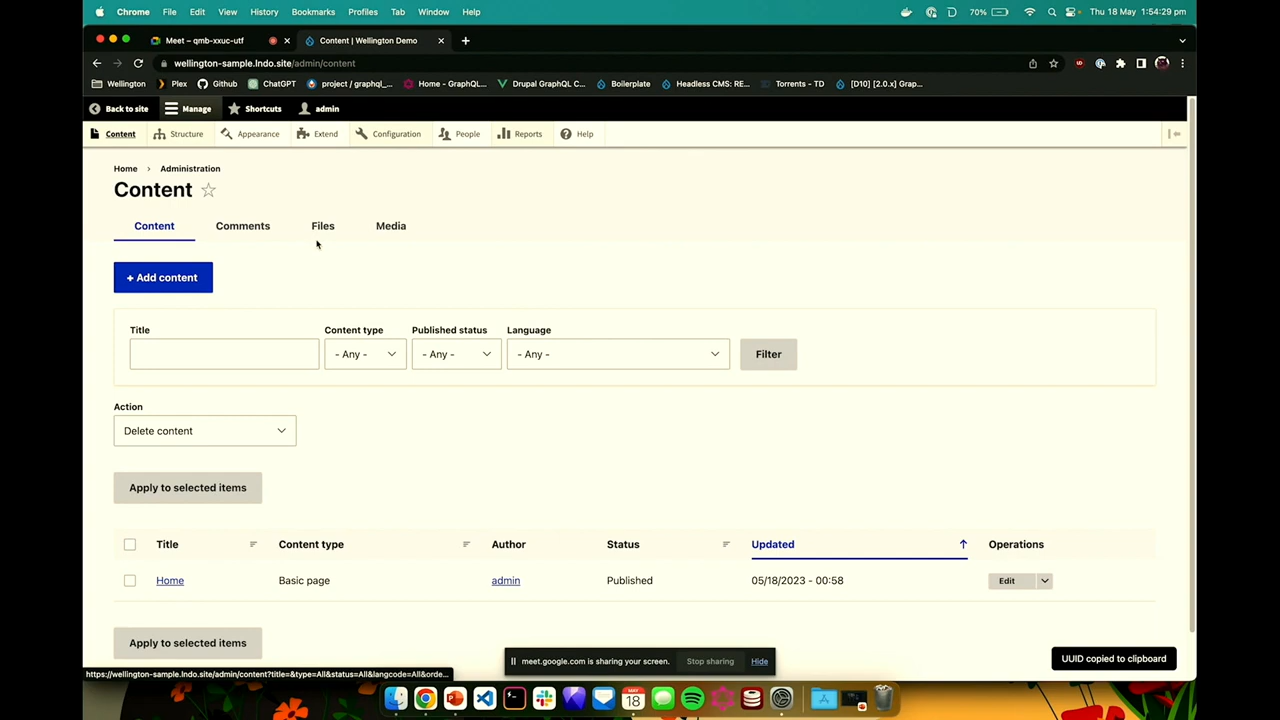 Chrome File Edit View History Bookmarks Profiles Tab Window Help 70% Thu 18 May 1:54:29 pm
Meet – qmb-xxuc-utf Content | Wellington Demo
wellington-sample.lndo.site/admin/content
Wellington Plex Github ChatGPT project / graphql_... Home - GraphQL... Drupal GraphQL C... Boilerplate Headless CMS: RE... Torrents - TD [D10] [2.0.x] Grap...
Back to site Manage Shortcuts admin
Content Structure Appearance Extend Configuration People Reports Help
Home › Administration
Content
Content Comments Files Media
+ Add content
Title Content type Published status Language
- Any - - Any - - Any - Filter
Action
Delete content
Apply to selected items
Title Content type Author Status Updated Operations
Home Basic page admin Published 05/18/2023 - 00:58 Edit
Apply to selected items
meet.google.com is sharing your screen. Stop sharing Hide
UUID copied to clipboard
https://wellington-sample.lndo.site/admin/content?title=&type=All&status=All&langcode=All&orde...
MAY
18